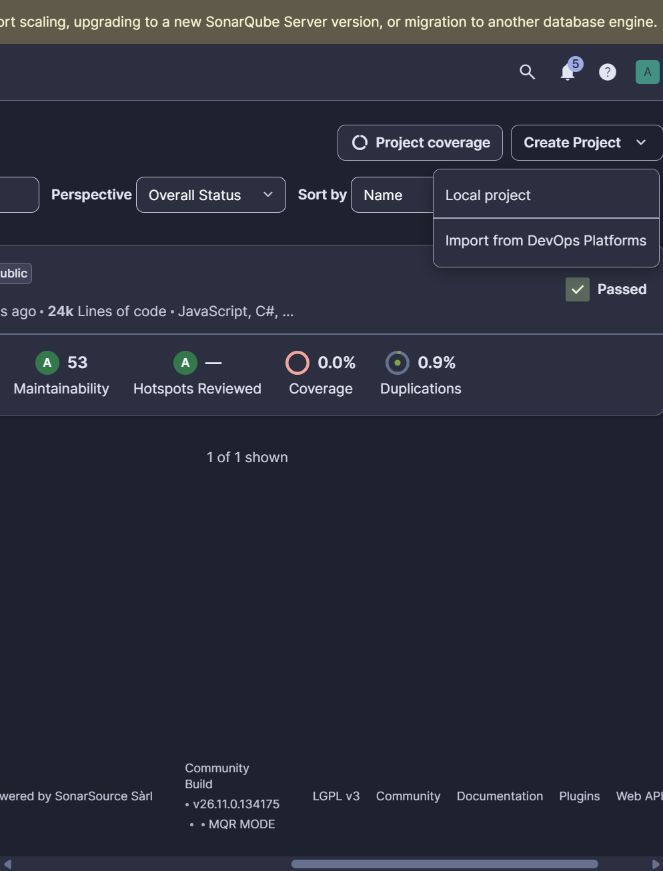 ort scaling, upgrading to a new SonarQube Server version, or migration to another database engine.
5
?
A
Project coverage
Create Project
Perspective
Overall Status
Sort by
Name
Local project
Import from DevOps Platforms
ublic
Passed
s ago • 24k Lines of code • JavaScript, C#, ...
A 53
A —
0.0%
0.9%
Maintainability
Hotspots Reviewed
Coverage
Duplications
1 of 1 shown
Community
Build
• v26.11.0.134175
• • MQR MODE
wered by SonarSource Sàrl
LGPL v3
Community
Documentation
Plugins
Web API